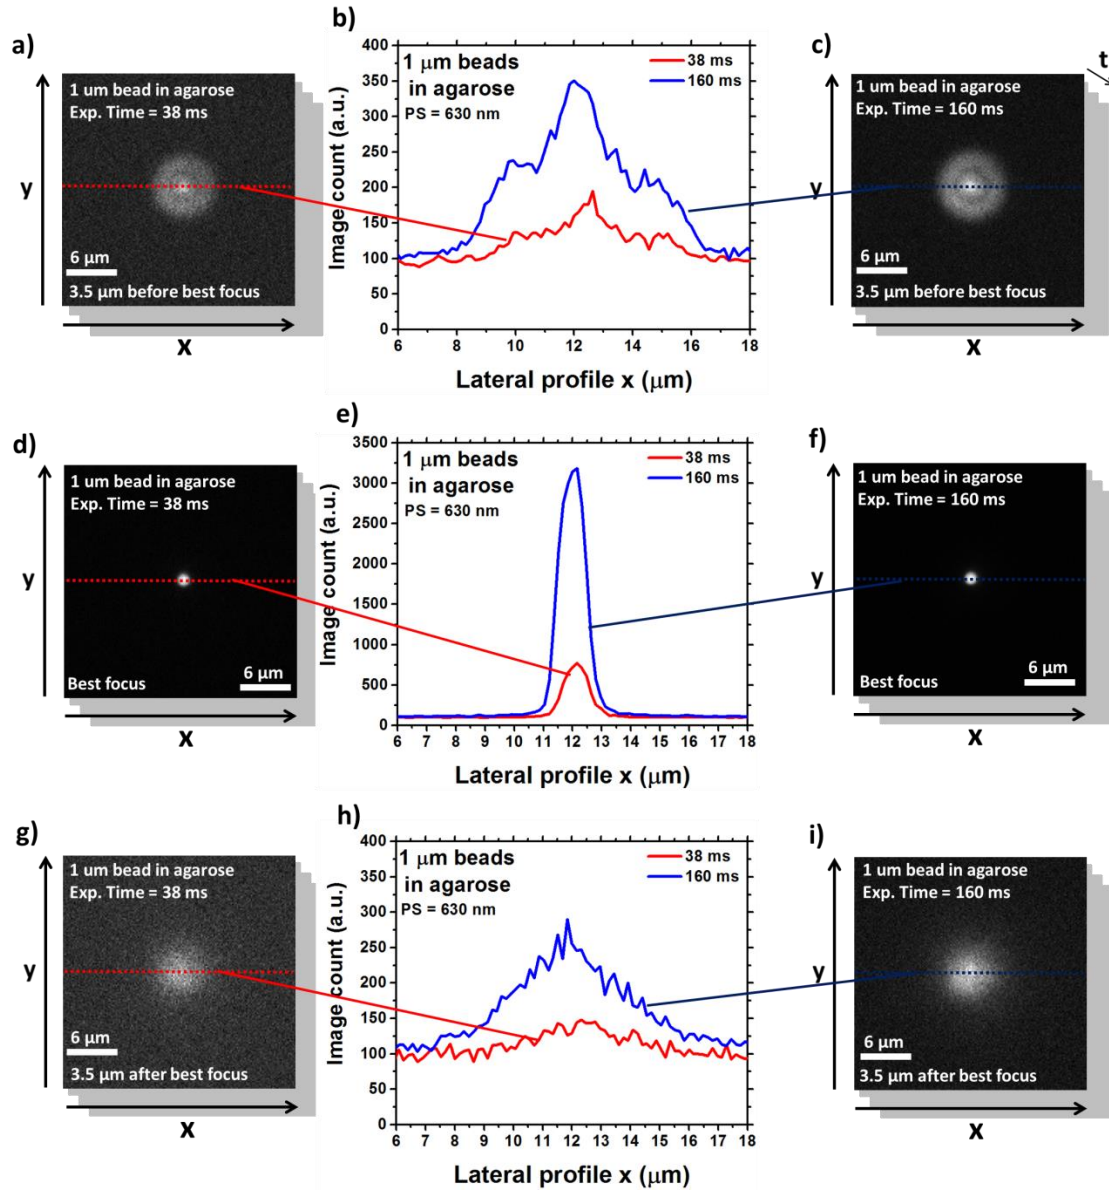 a)
1 um bead in agarose
Exp. Time = 38 ms
y
6 µm
3.5 µm before best focus
x
b)
400
350
300
250
200
150
100
50
0
1 µm beads
in agarose
PS = 630 nm
38 ms
160 ms
Image count (a.u.)
6 7 8 9 10 11 12 13 14 15 16 17 18
Lateral profile x (µm)
c)
t
1 um bead in agarose
Exp. Time = 160 ms
y
6 µm
3.5 µm before best focus
x
d)
1 um bead in agarose
Exp. Time = 38 ms
y
6 µm
Best focus
x
e)
3500
3000
2500
2000
1500
1000
500
0
1 µm beads
in agarose
PS = 630 nm
38 ms
160 ms
Image count (a.u.)
6 7 8 9 10 11 12 13 14 15 16 17 18
Lateral profile x (µm)
f)
1 um bead in agarose
Exp. Time = 160 ms
y
6 µm
Best focus
x
g)
1 um bead in agarose
Exp. Time = 38 ms
y
6 µm
3.5 µm after best focus
x
h)
400
350
300
250
200
150
100
50
0
1 µm beads
in agarose
PS = 630 nm
38 ms
160 ms
Image count (a.u.)
6 7 8 9 10 11 12 13 14 15 16 17 18
Lateral profile x (µm)
i)
1 um bead in agarose
Exp. Time = 160 ms
y
6 µm
3.5 µm after best focus
x